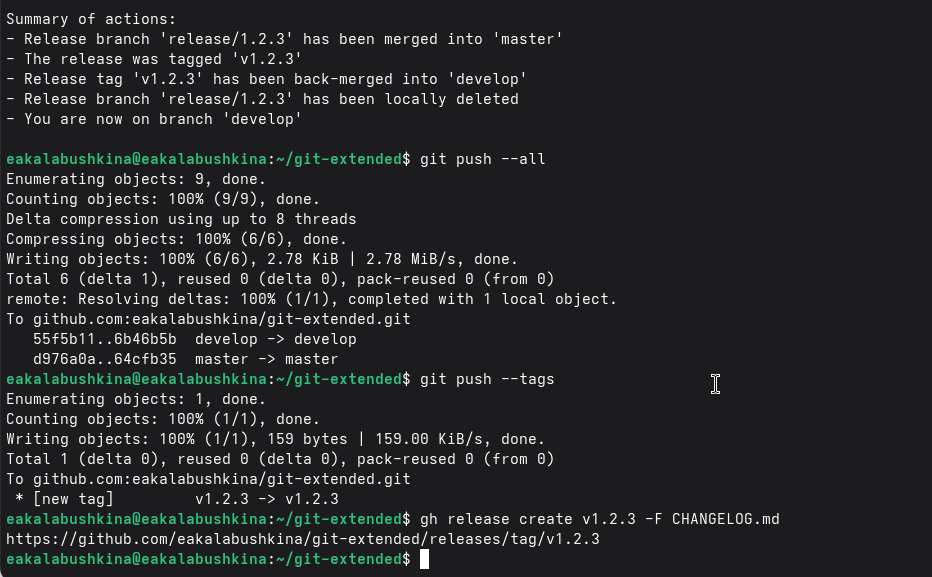 Summary of actions:
- Release branch 'release/1.2.3' has been merged into 'master'
- The release was tagged 'v1.2.3'
- Release tag 'v1.2.3' has been back-merged into 'develop'
- Release branch 'release/1.2.3' has been locally deleted
- You are now on branch 'develop'
eakalabushkina@eakalabushkina:~/git-extended$ git push --all
Enumerating objects: 9, done.
Counting objects: 100% (9/9), done.
Delta compression using up to 8 threads
Compressing objects: 100% (6/6), done.
Writing objects: 100% (6/6), 2.78 KiB | 2.78 MiB/s, done.
Total 6 (delta 1), reused 0 (delta 0), pack-reused 0 (from 0)
remote: Resolving deltas: 100% (1/1), completed with 1 local object.
To github.com:eakalabushkina/git-extended.git
   55f5b11..6b46b5b  develop -> develop
   d976a0a..64cfb35  master -> master
eakalabushkina@eakalabushkina:~/git-extended$ git push --tags
Enumerating objects: 1, done.
Counting objects: 100% (1/1), done.
Writing objects: 100% (1/1), 159 bytes | 159.00 KiB/s, done.
Total 1 (delta 0), reused 0 (delta 0), pack-reused 0 (from 0)
To github.com:eakalabushkina/git-extended.git
 * [new tag]         v1.2.3 -> v1.2.3
eakalabushkina@eakalabushkina:~/git-extended$ gh release create v1.2.3 -F CHANGELOG.md
https://github.com/eakalabushkina/git-extended/releases/tag/v1.2.3
eakalabushkina@eakalabushkina:~/git-extended$